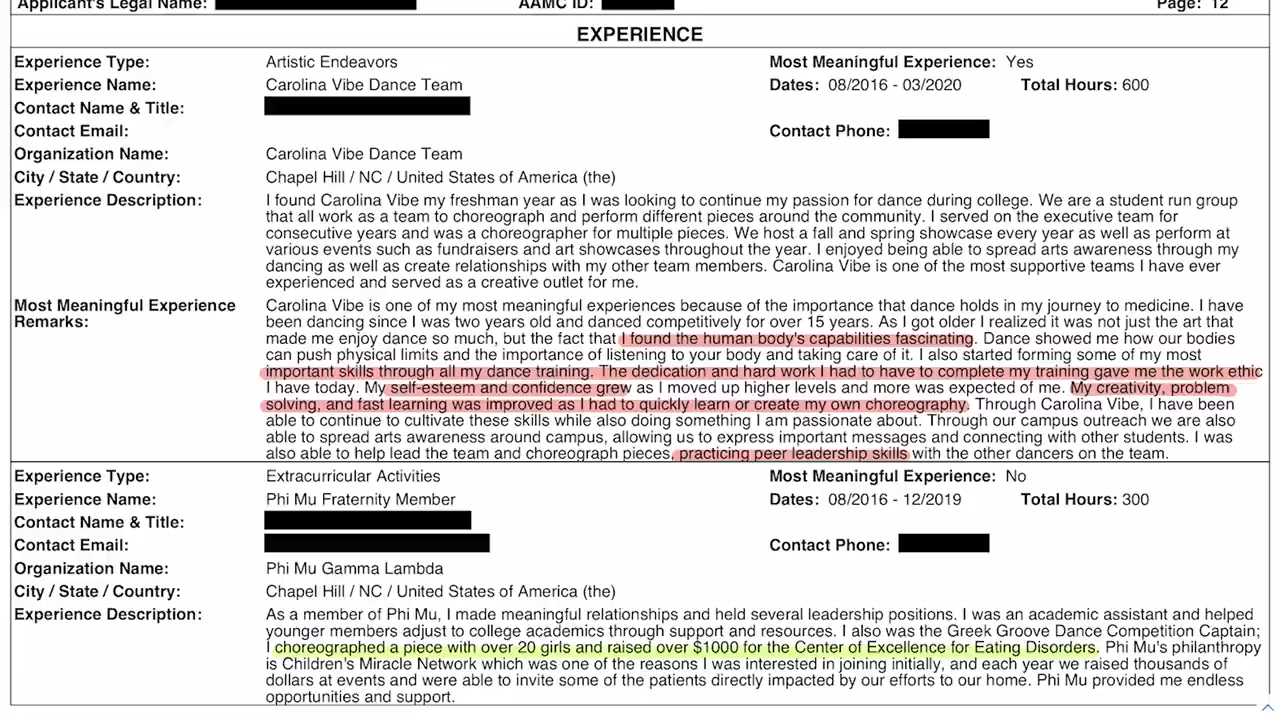 Applicant's Legal Name: AAMC ID: Page: 12
EXPERIENCE
Experience Type: Artistic Endeavors Most Meaningful Experience: Yes
Experience Name: Carolina Vibe Dance Team Dates: 08/2016 - 03/2020 Total Hours: 600
Contact Name & Title:
Contact Email: Contact Phone:
Organization Name: Carolina Vibe Dance Team
City / State / Country: Chapel Hill / NC / United States of America (the)
Experience Description: I found Carolina Vibe my freshman year as I was looking to continue my passion for dance during college. We are a student run group
that all work as a team to choreograph and perform different pieces around the community. I served on the executive team for
consecutive years and was a choreographer for multiple pieces. We host a fall and spring showcase every year as well as perform at
various events such as fundraisers and art showcases throughout the year. I enjoyed being able to spread arts awareness through my
dancing as well as create relationships with my other team members. Carolina Vibe is one of the most supportive teams I have ever
experienced and served as a creative outlet for me.
Most Meaningful Experience Carolina Vibe is one of my most meaningful experiences because of the importance that dance holds in my journey to medicine. I have
Remarks: been dancing since I was two years old and danced competitively for over 15 years. As I got older I realized it was not just the art that
made me enjoy dance so much, but the fact that I found the human body's capabilities fascinating. Dance showed me how our bodies
can push physical limits and the importance of listening to your body and taking care of it. I also started forming some of my most
important skills through all my dance training. The dedication and hard work I had to have to complete my training gave me the work ethic
I have today. My self-esteem and confidence grew as I moved up higher levels and more was expected of me. My creativity, problem
solving, and fast learning was improved as I had to quickly learn or create my own choreography. Through Carolina Vibe, I have been
able to continue to cultivate these skills while also doing something I am passionate about. Through our campus outreach we are also
able to spread arts awareness around campus, allowing us to express important messages and connecting with other students. I was
also able to help lead the team and choreograph pieces, practicing peer leadership skills with the other dancers on the team.
Experience Type: Extracurricular Activities Most Meaningful Experience: No
Experience Name: Phi Mu Fraternity Member Dates: 08/2016 - 12/2019 Total Hours: 300
Contact Name & Title:
Contact Email: Contact Phone:
Organization Name: Phi Mu Gamma Lambda
City / State / Country: Chapel Hill / NC / United States of America (the)
Experience Description: As a member of Phi Mu, I made meaningful relationships and held several leadership positions. I was an academic assistant and helped
younger members adjust to college academics through support and resources. I also was the Greek Groove Dance Competition Captain;
I choreographed a piece with over 20 girls and raised over $1000 for the Center of Excellence for Eating Disorders. Phi Mu's philanthropy
is Children's Miracle Network which was one of the reasons I was interested in joining initially, and each year we raised thousands of
dollars at events and were able to invite some of the patients directly impacted by our efforts to our home. Phi Mu provided me endless
opportunities and support.